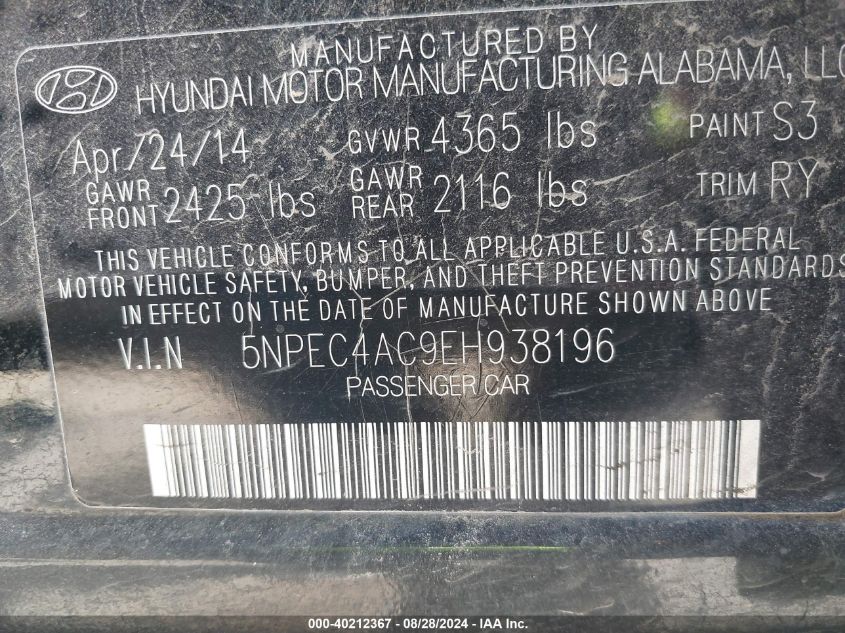 MANUFACTURED BY
HYUNDAI MOTOR MANUFACTURING ALABAMA, LLC
Apr/24/14 GVWR 4365 lbs PAINT S3
GAWR FRONT 2425 lbs GAWR REAR 2116 lbs TRIM RY
THIS VEHICLE CONFORMS TO ALL APPLICABLE U.S.A. FEDERAL
MOTOR VEHICLE SAFETY, BUMPER, AND THEFT PREVENTION STANDARDS
IN EFFECT ON THE DATE OF MANUFACTURE SHOWN ABOVE
V.I.N 5NPEC4AC9EH938196
PASSENGER CAR
000-40212367 - 08/28/2024 - IAA Inc.